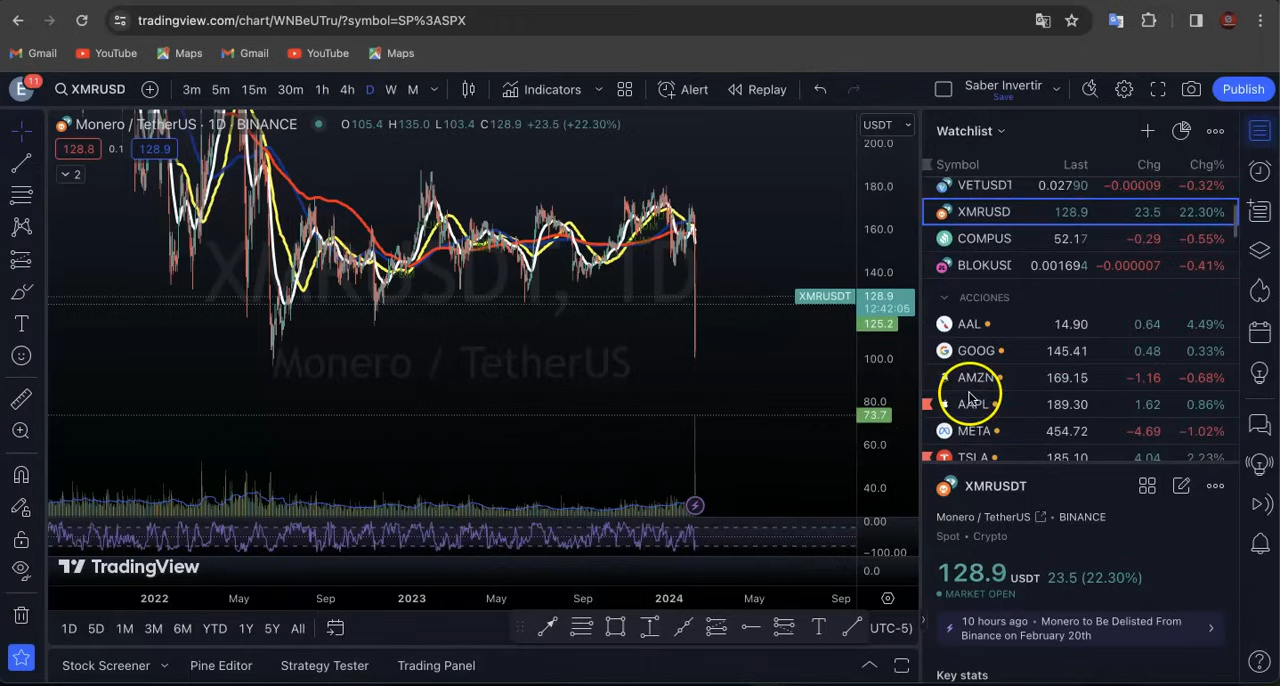 tradingview.com/chart/WNBeUTru/?symbol=SP%3ASPX
Gmail YouTube Maps Gmail YouTube Maps
E 11 XMRUSD 3m 5m 15m 30m 1h 4h D W M Indicators Alert Replay Saber Invertir Save Publish
Monero / TetherUS · 1D BINANCE O105.4 H135.0 L103.4 C128.9 +23.5 (+22.30%)
128.8 0.1 128.9
2
USDT
200.0
180.0
160.0
140.0
XMRUSDT 128.9
12:42:05
125.2
100.0
80.0
73.7
60.0
40.0
0.00
−100.00
0.0
XMRUSDT, 1D
Monero / TetherUS
TradingView
2022 May Sep 2023 May Sep 2024 May Sep
1D 5D 1M 3M 6M YTD 1Y 5Y All UTC-5)
Stock Screener Pine Editor Strategy Tester Trading Panel
Watchlist
Symbol Last Chg Chg%
VETUSDT 0.02790 −0.00009 −0.32%
XMRUSD 128.9 23.5 22.30%
COMPUS 52.17 −0.29 −0.55%
BLOKUSD 0.001694 −0.000007 −0.41%
ACCIONES
AAL 14.90 0.64 4.49%
GOOG 145.41 0.48 0.33%
AMZN 169.15 −1.16 −0.68%
AAPL 189.30 1.62 0.86%
META 454.72 −4.69 −1.02%
TSLA 185.10 4.04 2.23%
XMRUSDT
Monero / TetherUS • BINANCE
Spot • Crypto
128.9 USDT 23.5 (22.30%)
MARKET OPEN
10 hours ago • Monero to Be Delisted From
Binance on February 20th
Key stats